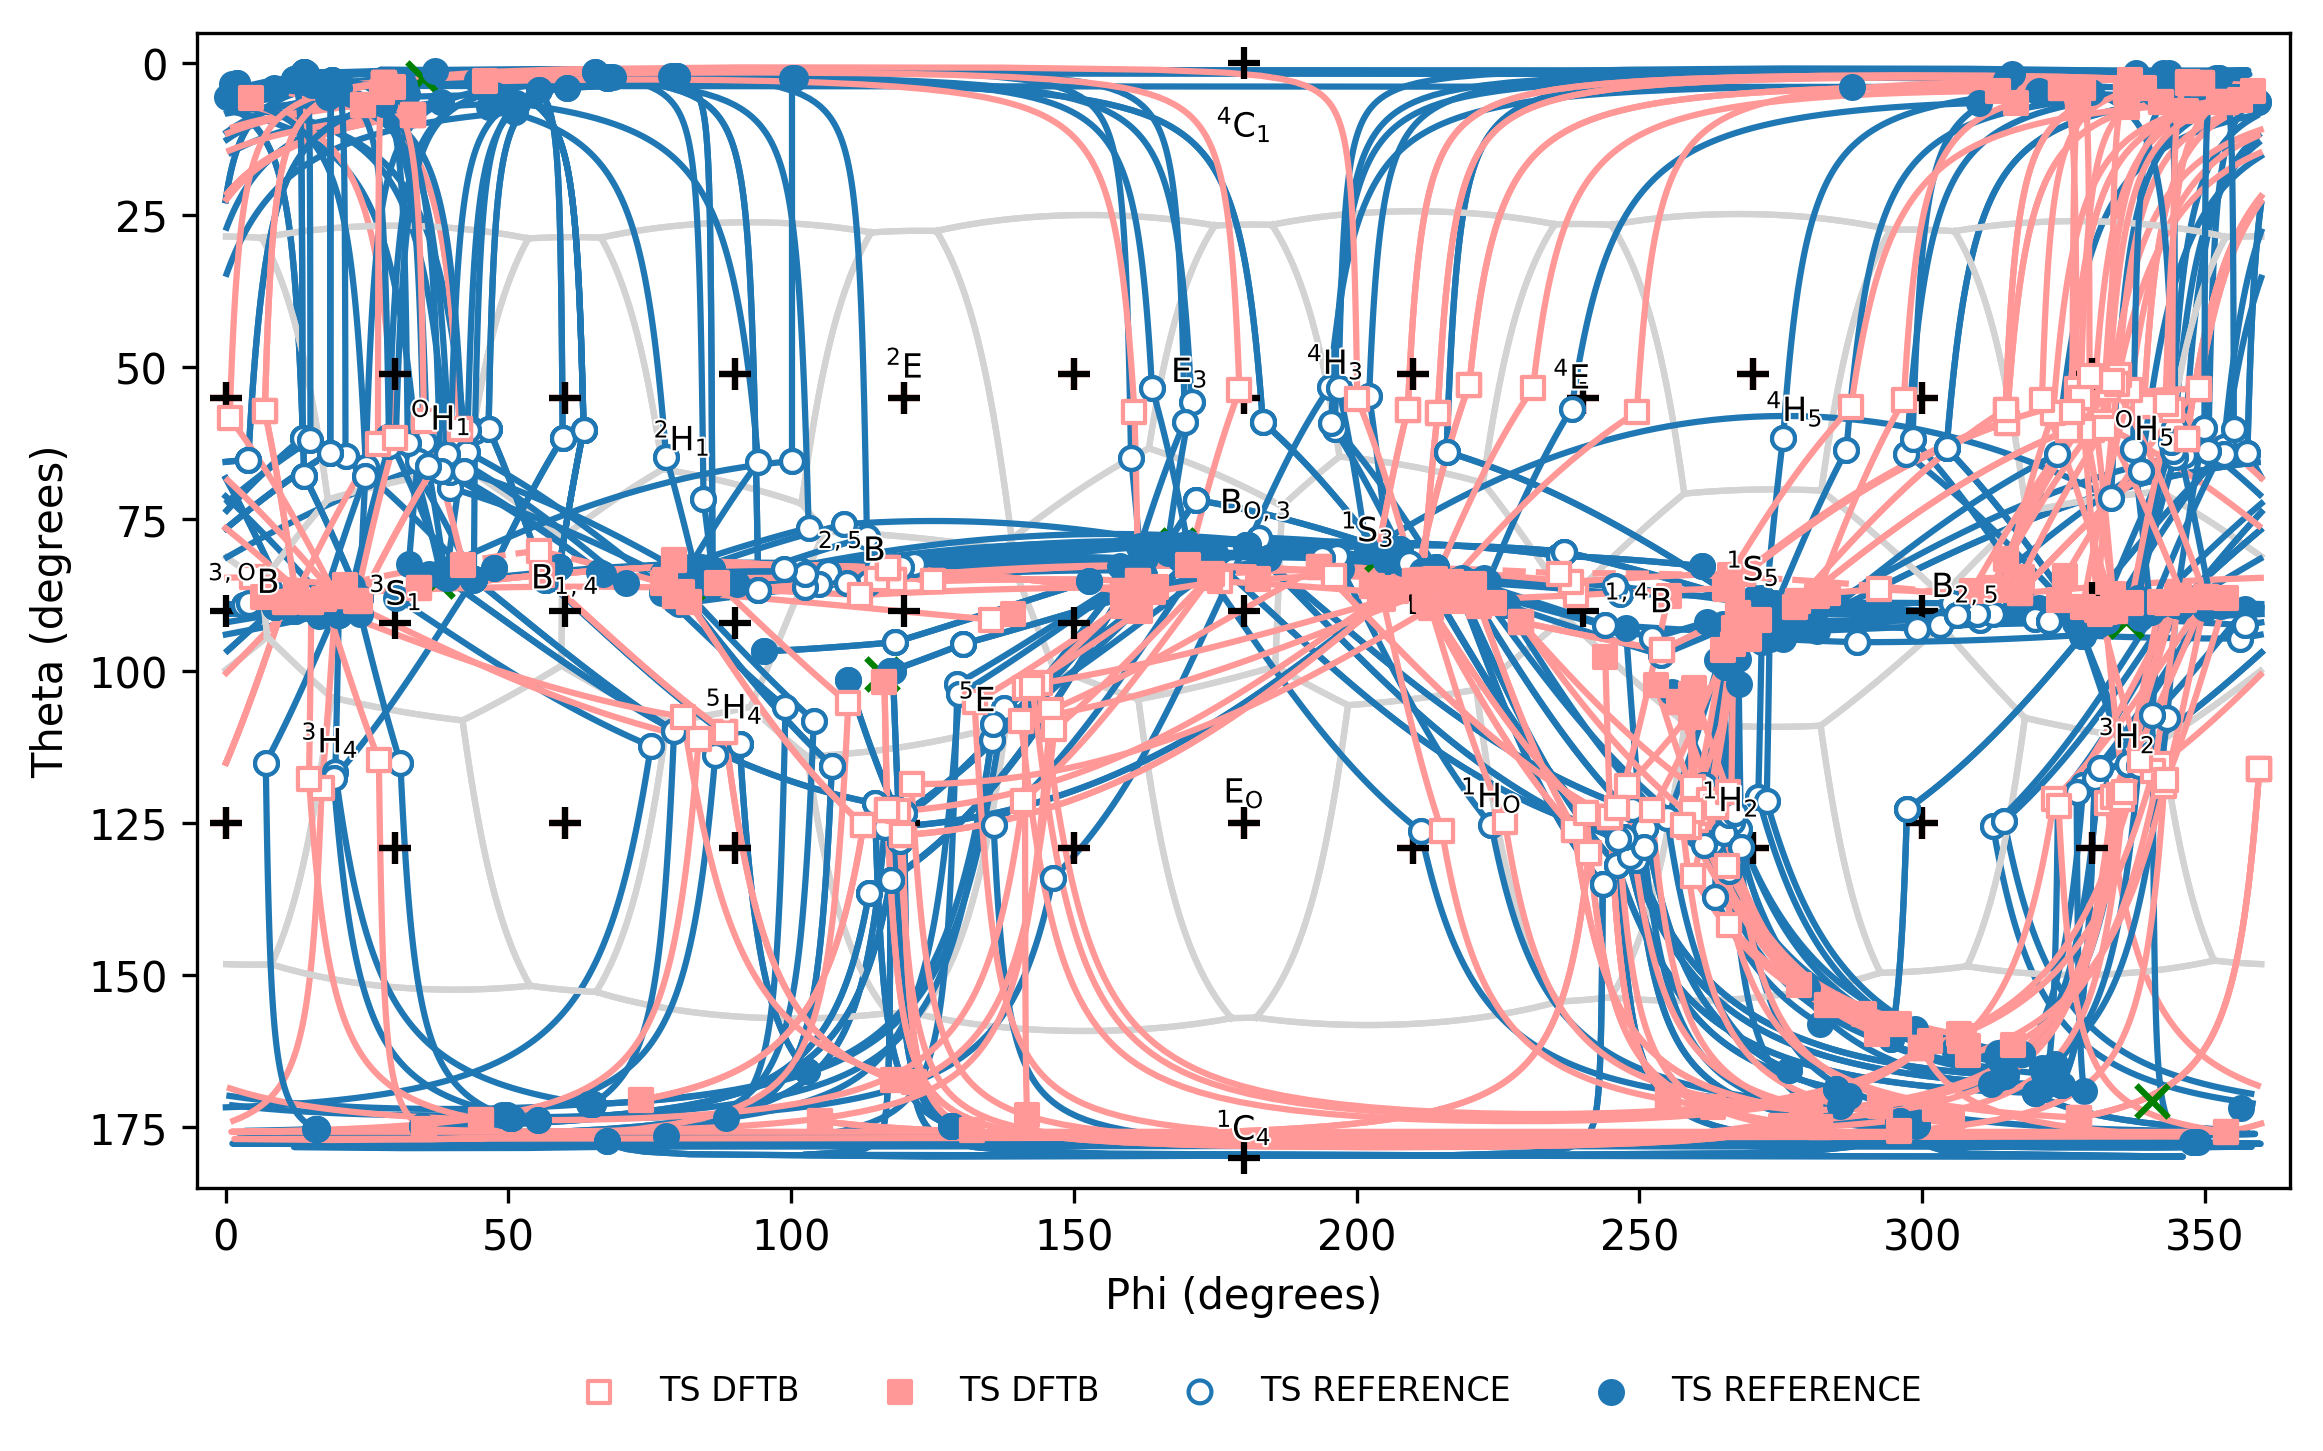 0
⁴C₁
25
50
²E
E₃
⁴H₃
⁴E
⁴H₅
ᴼH₁
²H₁
ᴼH₅
75
B_O,₃
¹S₃
²,⁵B
³,ᴼB
³S₁
B₁,₄
¹S₅
¹,⁴B
B₂,₅
100
³H₄
⁵H₄
⁵E
³H₂
E_O
¹H_O
¹H₂
125
150
175
¹C₄
Theta (degrees)
0 50 100 150 200 250 300 350
Phi (degrees)
TS DFTB TS DFTB TS REFERENCE TS REFERENCE